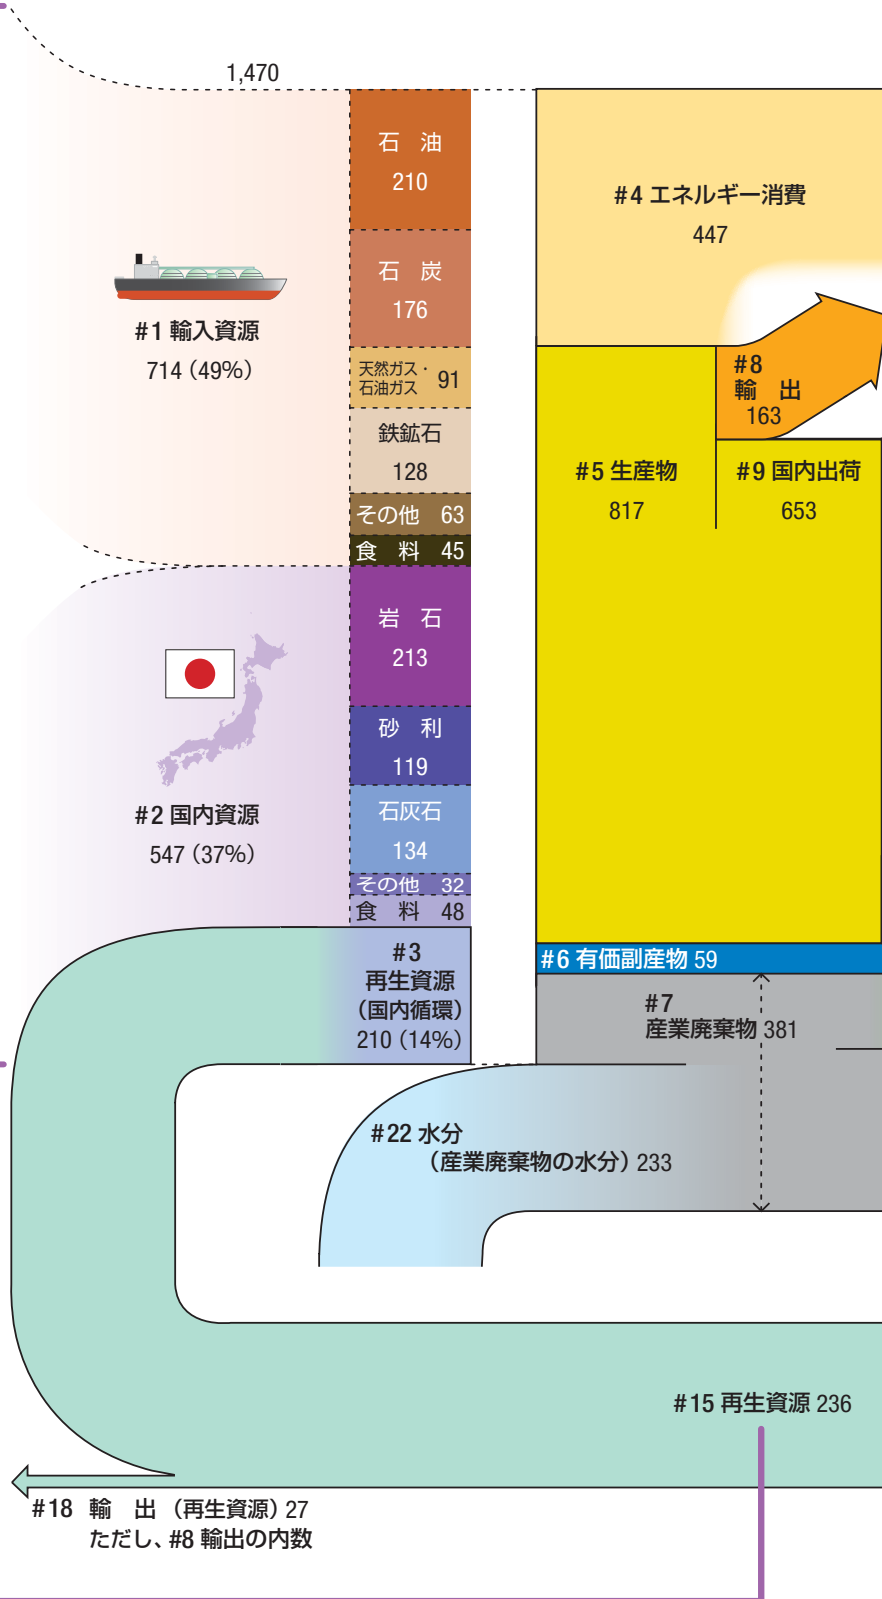 1,470
石　油
210
石　炭
176
天然ガス・
石油ガス 91
鉄鉱石
128
その他 63
食　料 45
#1 輸入資源
714（49%）
岩　石
213
砂　利
119
石灰石
134
その他 32
食　料 48
#2 国内資源
547（37%）
#3
再生資源
（国内循環）
210（14%）
#4 エネルギー消費
447
#8
輸　出
163
#5 生産物
817
#9 国内出荷
653
#6 有価副産物 59
#7
産業廃棄物 381
#22 水分
（産業廃棄物の水分）233
#15 再生資源 236
#18 輸　出（再生資源）27
ただし、#8 輸出の内数